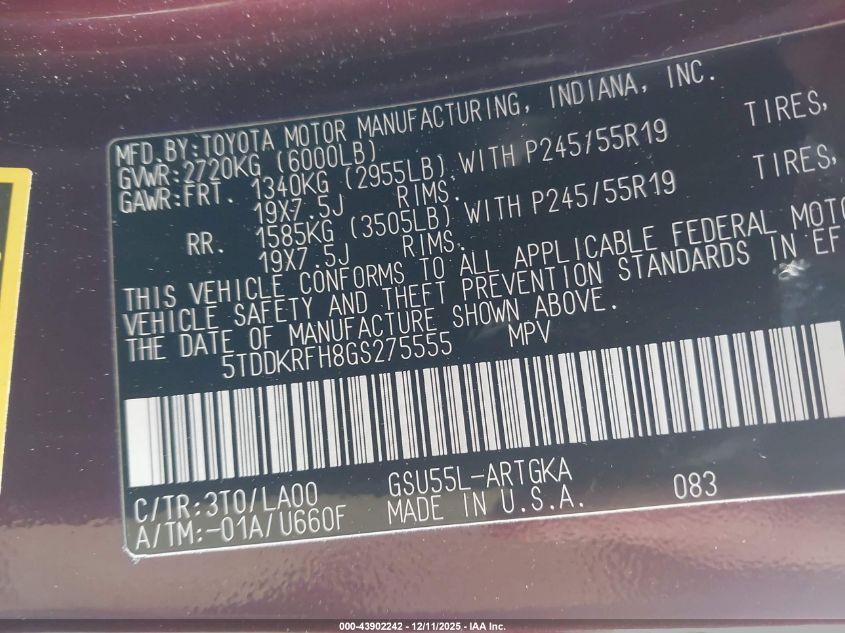 MFD.BY:TOYOTA MOTOR MANUFACTURING, INDIANA, INC.
GVWR:2720KG (6000LB)
GAWR:FRT. 1340KG (2955LB) WITH P245/55R19 TIRES,
19X7.5J RIMS.
RR. 1585KG (3505LB) WITH P245/55R19 TIRES,
19X7.5J RIMS.
THIS VEHICLE CONFORMS TO ALL APPLICABLE FEDERAL MOTO
VEHICLE SAFETY AND THEFT PREVENTION STANDARDS IN EF
THE DATE OF MANUFACTURE SHOWN ABOVE.
5TDDKRFH8GS275555 MPV
C/TR:3T0/LA00 GSU55L-ARTGKA
A/TM:-01A/U660F MADE IN U.S.A. 083
000-43902242 - 12/11/2025 - IAA Inc.